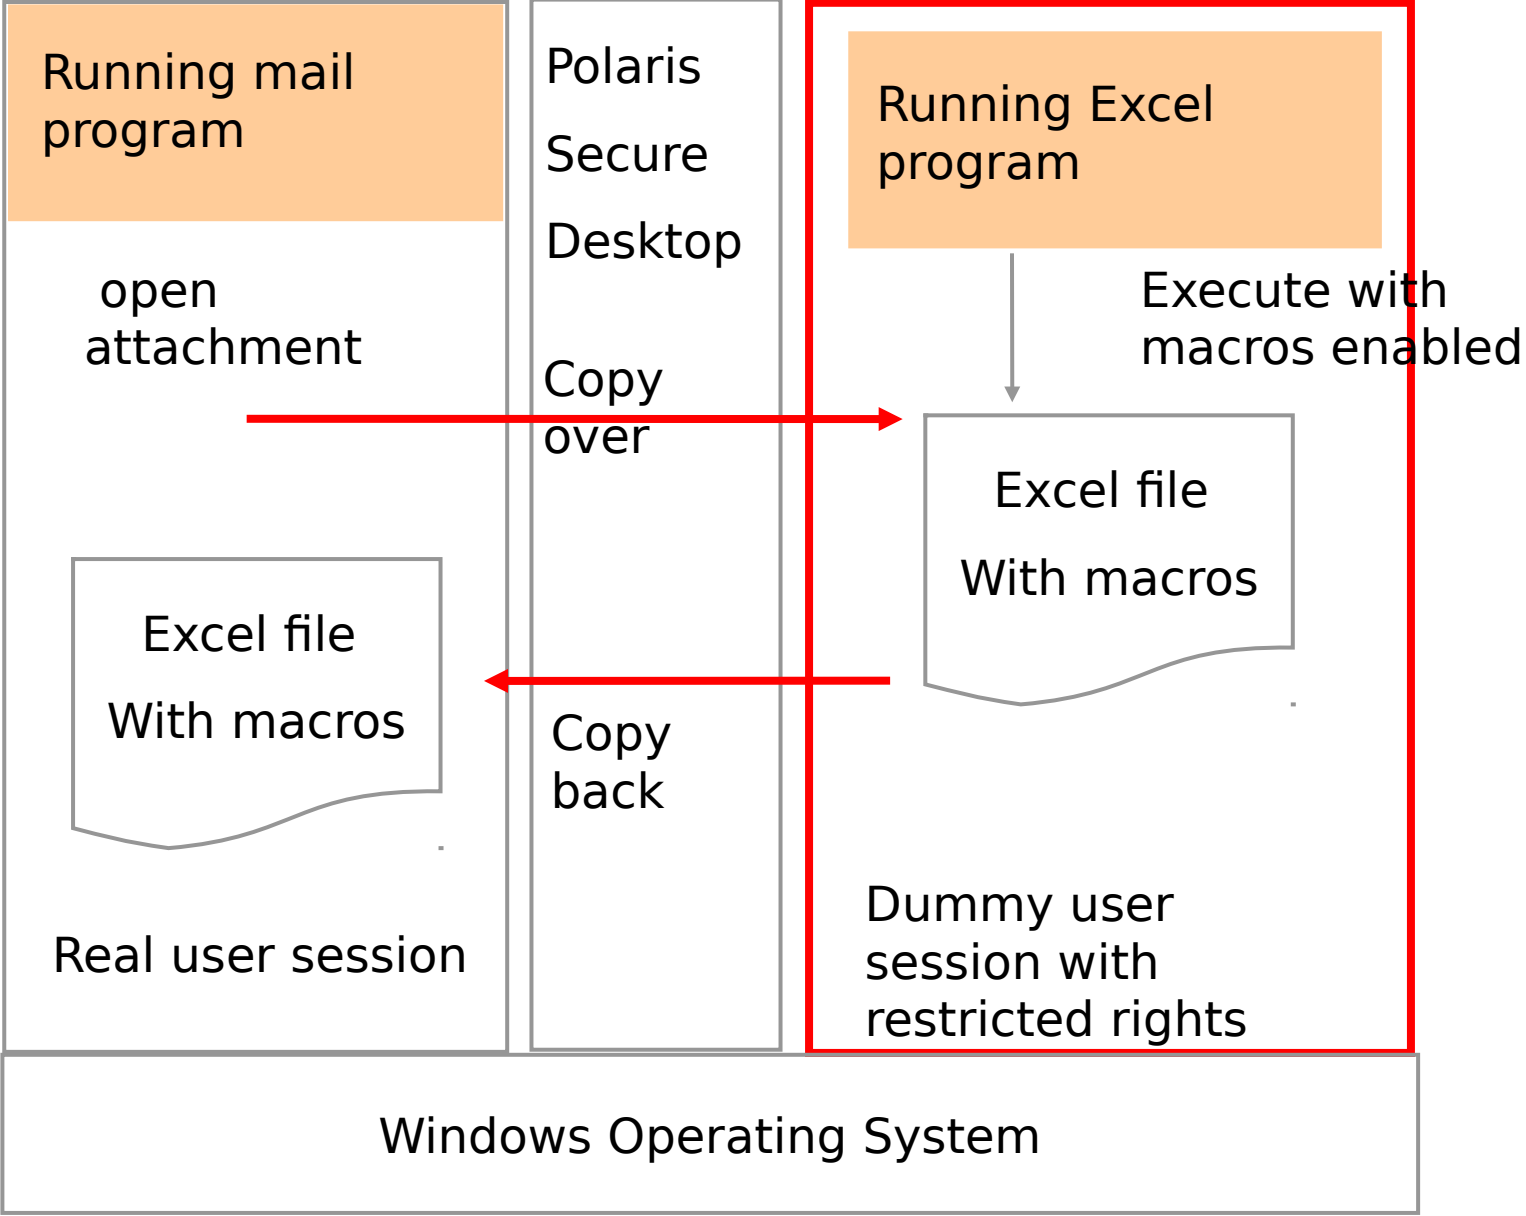 Running mail
program
open
attachment
Excel file
With macros
Real user session
Polaris
Secure
Desktop
Copy
over
Copy
back
Running Excel
program
Execute with
macros enabled
Excel file
With macros
Dummy user
session with
restricted rights
Windows Operating System